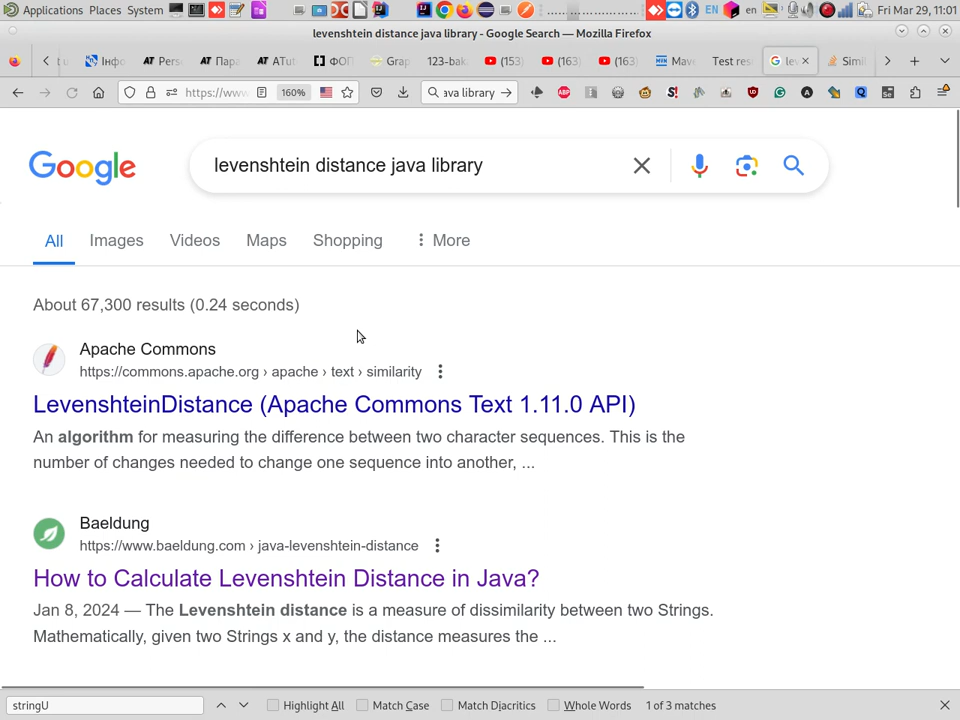 Applications Places System en Fri Mar 29, 11:01
levenshtein distance java library - Google Search — Mozilla Firefox
Інфо AT Pers AT Пара AT ATut ФОП Grap 123-bak (153) (163) (163 Mave Test res lev Simil
https://www. 160% ava library
Google
levenshtein distance java library
All Images Videos Maps Shopping More
About 67,300 results (0.24 seconds)
Apache Commons
https://commons.apache.org › apache › text › similarity
LevenshteinDistance (Apache Commons Text 1.11.0 API)
An algorithm for measuring the difference between two character sequences. This is the
number of changes needed to change one sequence into another, ...
Baeldung
https://www.baeldung.com › java-levenshtein-distance
How to Calculate Levenshtein Distance in Java?
Jan 8, 2024 — The Levenshtein distance is a measure of dissimilarity between two Strings.
Mathematically, given two Strings x and y, the distance measures the ...
stringU Highlight All Match Case Match Diacritics Whole Words 1 of 3 matches